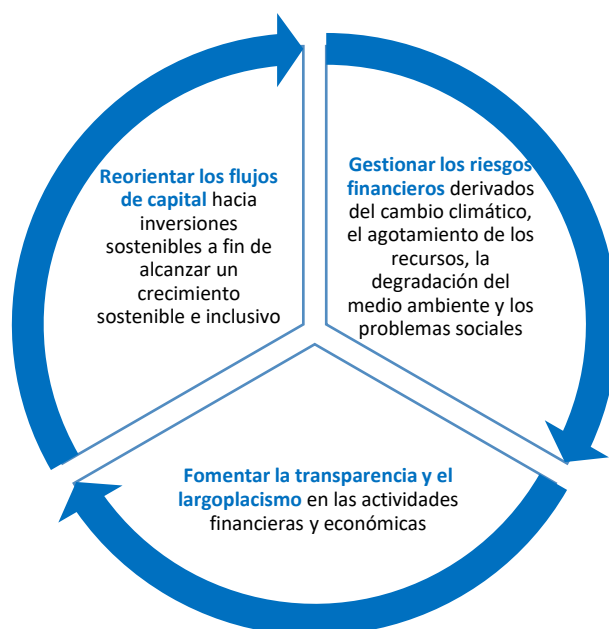 Reorientar los flujos
de capital hacia
inversiones
sostenibles a fin de
alcanzar un
crecimiento
sostenible e inclusivo
Gestionar los riesgos
financieros derivados
del cambio climático,
el agotamiento de los
recursos, la
degradación del
medio ambiente y los
problemas sociales
Fomentar la transparencia y el
largoplacismo en las actividades
financieras y económicas